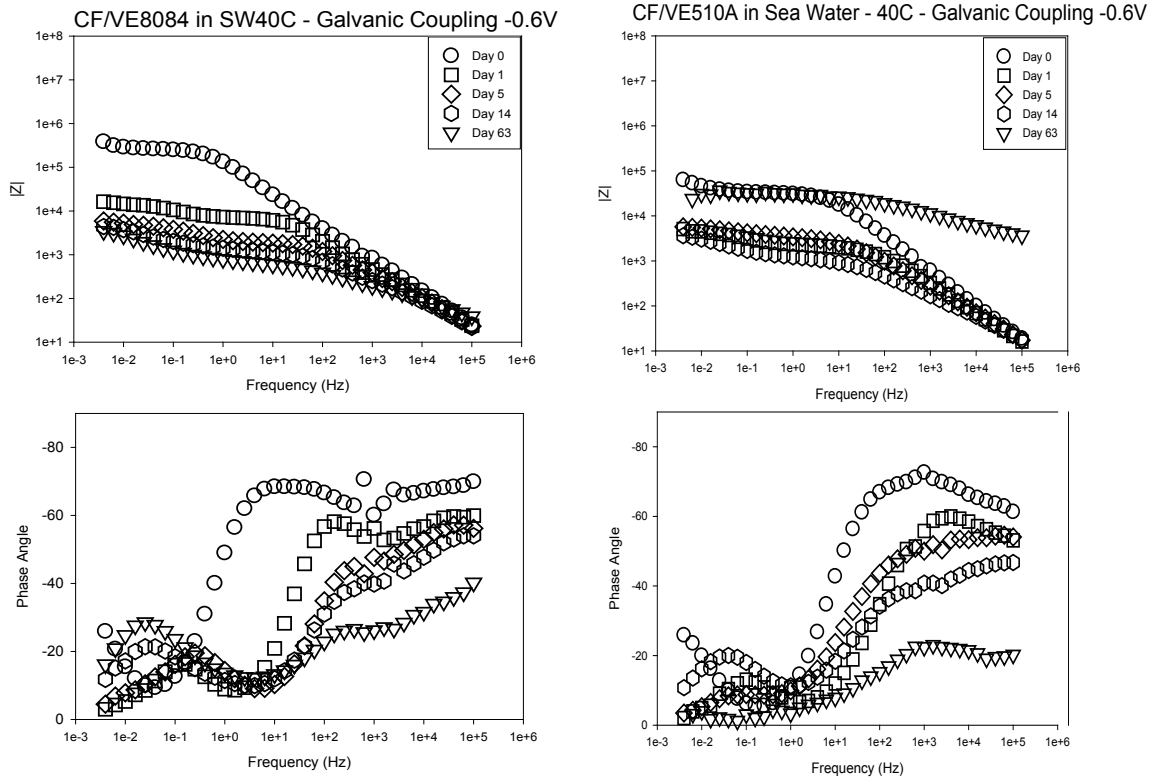 CF/VE8084 in SW40C - Galvanic Coupling -0.6V
1e+8
1e+7
1e+6
1e+5
1e+4
1e+3
1e+2
1e+1
|Z|
Day 0
Day 1
Day 5
Day 14
Day 63
1e-3 1e-2 1e-1 1e+0 1e+1 1e+2 1e+3 1e+4 1e+5 1e+6
Frequency (Hz)
CF/VE510A in Sea Water - 40C - Galvanic Coupling -0.6V
1e+8
1e+7
1e+6
1e+5
1e+4
1e+3
1e+2
1e+1
|Z|
Day 0
Day 1
Day 5
Day 14
Day 63
1e-3 1e-2 1e-1 1e+0 1e+1 1e+2 1e+3 1e+4 1e+5 1e+6
Frequency (Hz)
-80
-60
-40
-20
0
Phase Angle
1e-3 1e-2 1e-1 1e+0 1e+1 1e+2 1e+3 1e+4 1e+5 1e+6
Frequency (Hz)
-80
-60
-40
-20
0
Phase Angle
1e-3 1e-2 1e-1 1e+0 1e+1 1e+2 1e+3 1e+4 1e+5 1e+6
Frequency (Hz)